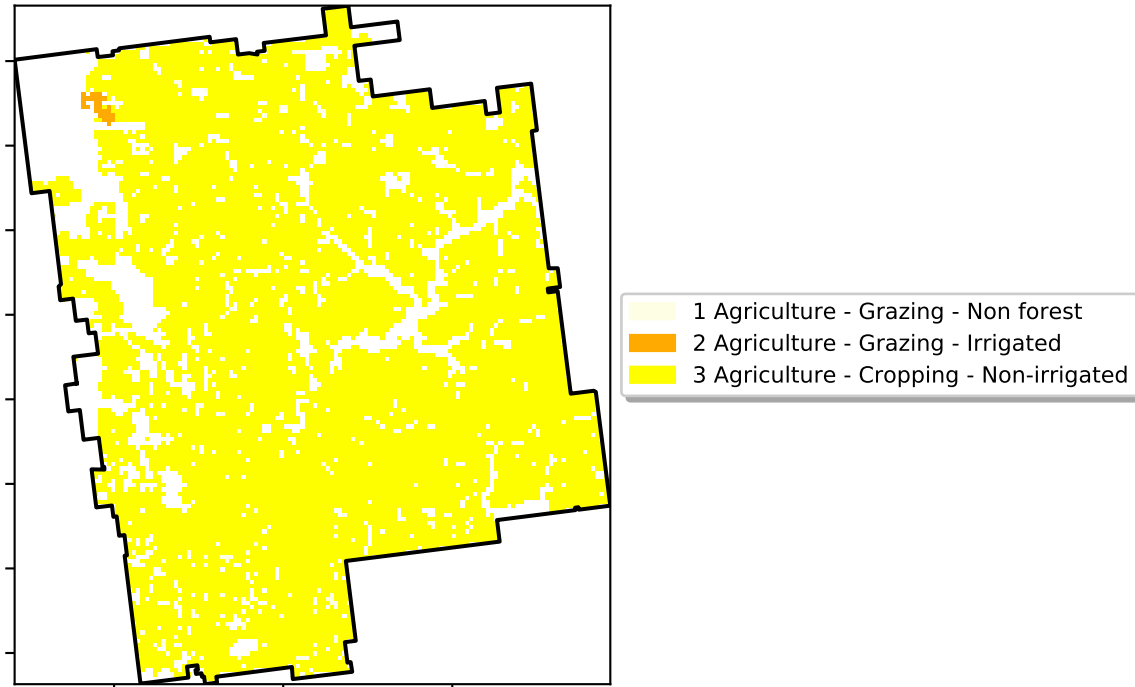 1 Agriculture - Grazing - Non forest
2 Agriculture - Grazing - Irrigated
3 Agriculture - Cropping - Non-irrigated